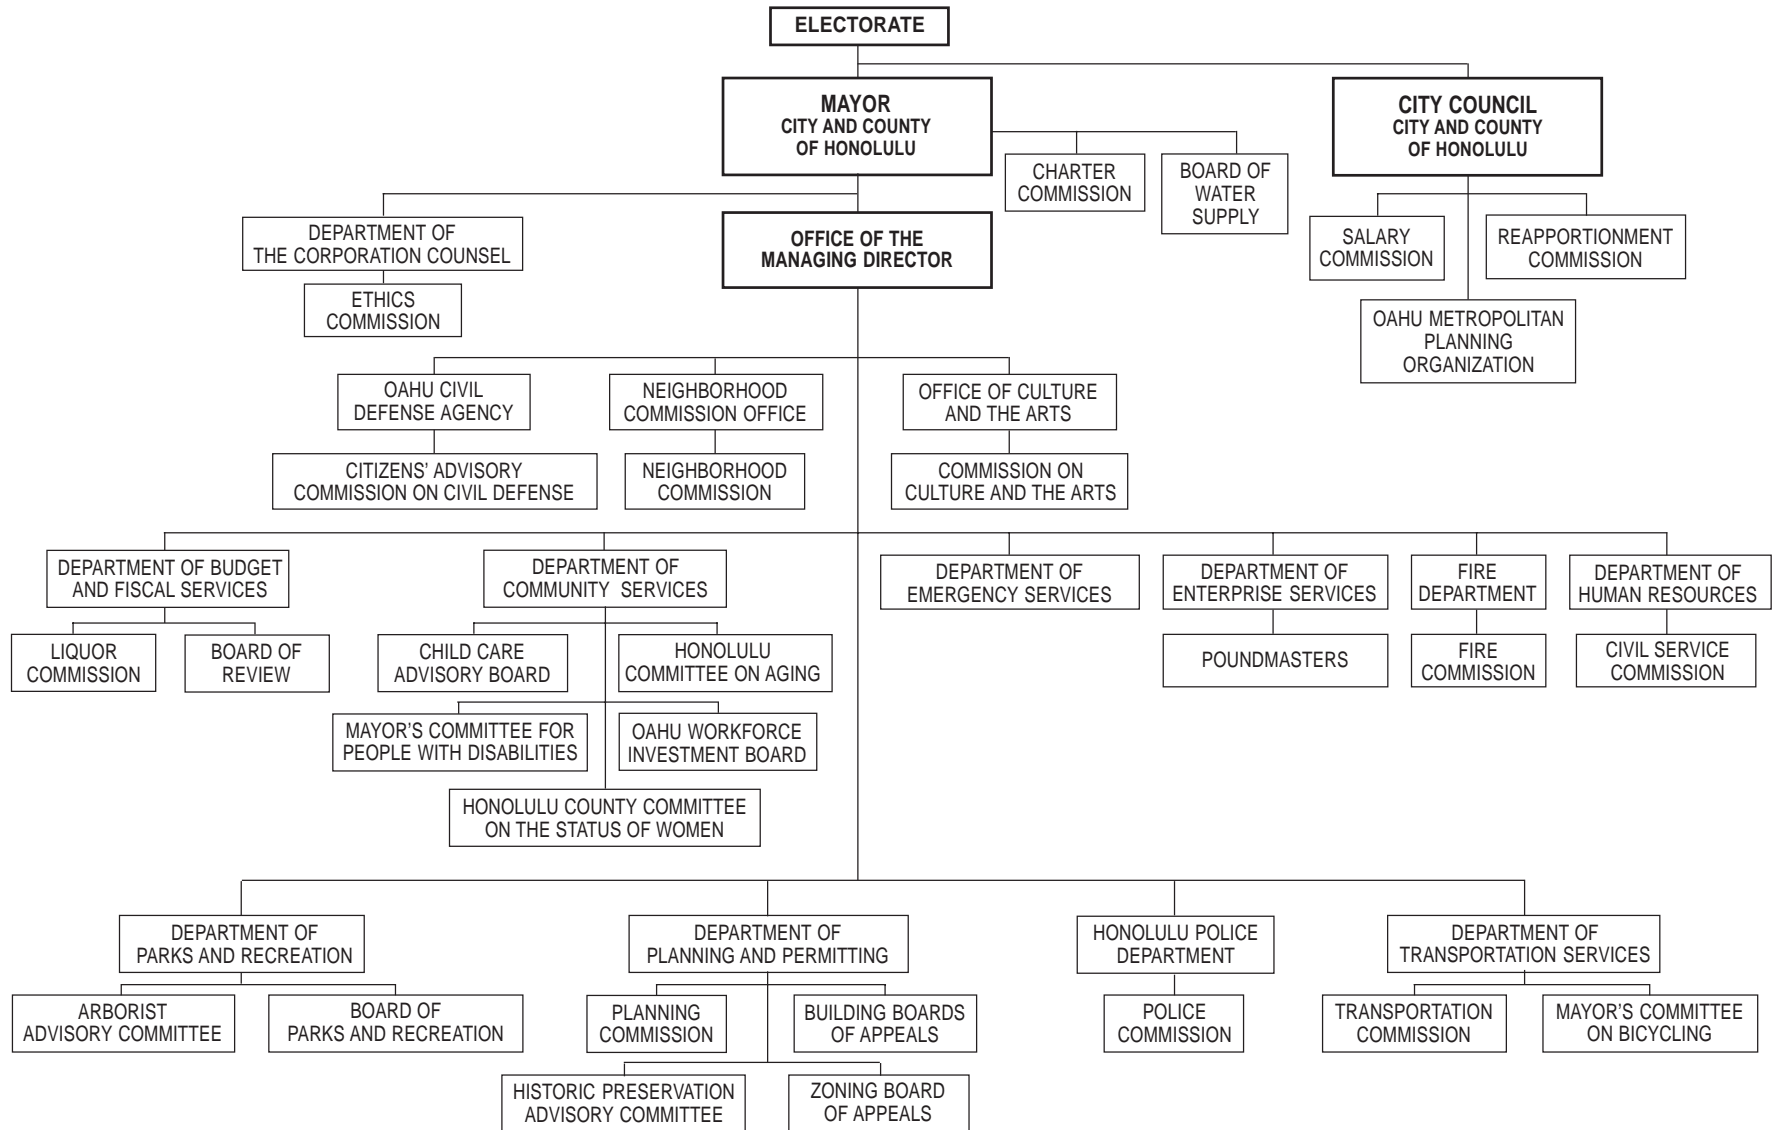 ELECTORATE
MAYOR
CITY AND COUNTY
OF HONOLULU
CITY COUNCIL
CITY AND COUNTY
OF HONOLULU
CHARTER
COMMISSION
BOARD OF
WATER
SUPPLY
DEPARTMENT OF
THE CORPORATION COUNSEL
OFFICE OF THE
MANAGING DIRECTOR
SALARY
COMMISSION
REAPPORTIONMENT
COMMISSION
ETHICS
COMMISSION
OAHU METROPOLITAN
PLANNING
ORGANIZATION
OAHU CIVIL
DEFENSE AGENCY
NEIGHBORHOOD
COMMISSION OFFICE
OFFICE OF CULTURE
AND THE ARTS
CITIZENS’ ADVISORY
COMMISSION ON CIVIL DEFENSE
NEIGHBORHOOD
COMMISSION
COMMISSION ON
CULTURE AND THE ARTS
DEPARTMENT OF BUDGET
AND FISCAL SERVICES
DEPARTMENT OF
COMMUNITY SERVICES
DEPARTMENT OF
EMERGENCY SERVICES
DEPARTMENT OF
ENTERPRISE SERVICES
FIRE
DEPARTMENT
DEPARTMENT OF
HUMAN RESOURCES
LIQUOR
COMMISSION
BOARD OF
REVIEW
CHILD CARE
ADVISORY BOARD
HONOLULU
COMMITTEE ON AGING
POUNDMASTERS
FIRE
COMMISSION
CIVIL SERVICE
COMMISSION
MAYOR’S COMMITTEE FOR
PEOPLE WITH DISABILITIES
OAHU WORKFORCE
INVESTMENT BOARD
HONOLULU COUNTY COMMITTEE
ON THE STATUS OF WOMEN
DEPARTMENT OF
PARKS AND RECREATION
DEPARTMENT OF
PLANNING AND PERMITTING
HONOLULU POLICE
DEPARTMENT
DEPARTMENT OF
TRANSPORTATION SERVICES
ARBORIST
ADVISORY COMMITTEE
BOARD OF
PARKS AND RECREATION
PLANNING
COMMISSION
BUILDING BOARDS
OF APPEALS
POLICE
COMMISSION
TRANSPORTATION
COMMISSION
MAYOR’S COMMITTEE
ON BICYCLING
HISTORIC PRESERVATION
ADVISORY COMMITTEE
ZONING BOARD
OF APPEALS